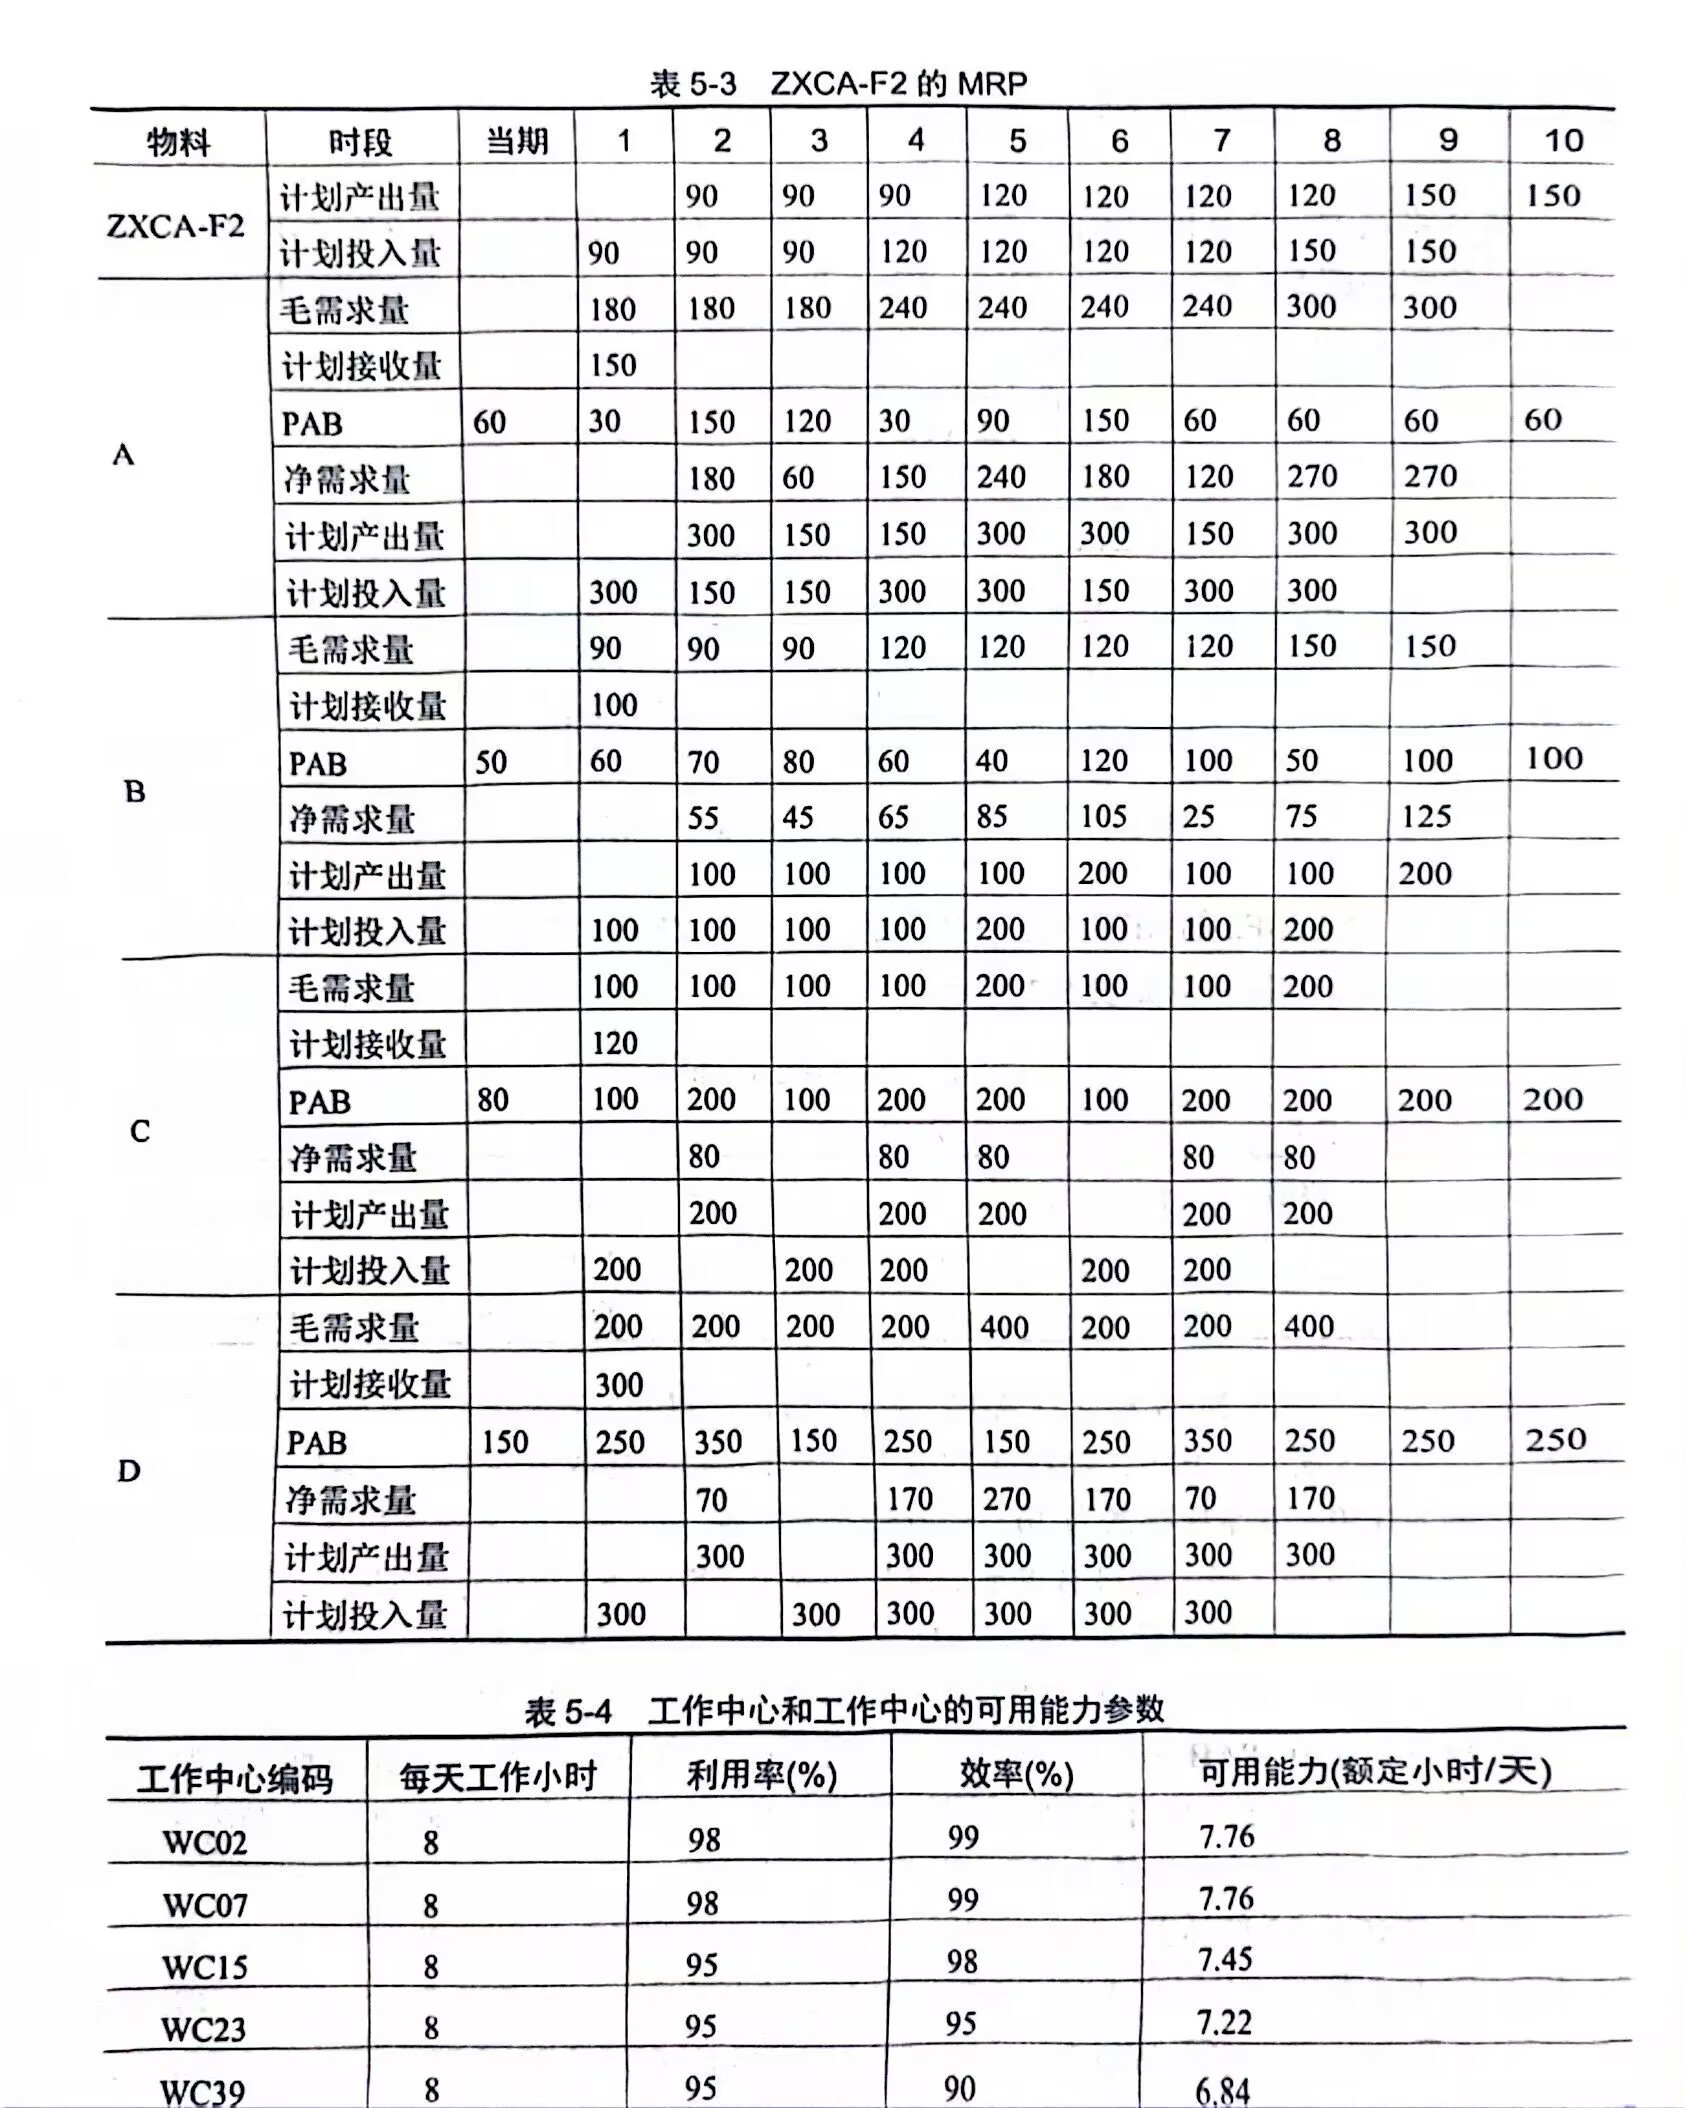 表 5-3 ZXCA-F2 的 MRP
物料 时段 当期 1 2 3 4 5 6 7 8 9 10
ZXCA-F2
计划产出量 90 90 90 120 120 120 120 150 150
计划投入量 90 90 90 120 120 120 120 150 150
A
毛需求量 180 180 180 240 240 240 240 300 300
计划接收量 150
PAB 60 30 150 120 30 90 150 60 60 60 60
净需求量 180 60 150 240 180 120 270 270
计划产出量 300 150 150 300 300 150 300 300
计划投入量 300 150 150 300 300 150 300 300
B
毛需求量 90 90 90 120 120 120 120 150 150
计划接收量 100
PAB 50 60 70 80 60 40 120 100 50 100 100
净需求量 55 45 65 85 105 25 75 125
计划产出量 100 100 100 100 200 100 100 200
计划投入量 100 100 100 100 200 100 100 200
C
毛需求量 100 100 100 100 200 100 100 200
计划接收量 120
PAB 80 100 200 100 200 200 100 200 200 200 200
净需求量 80 80 80 80 80
计划产出量 200 200 200 200 200
计划投入量 200 200 200 200 200
D
毛需求量 200 200 200 200 400 200 200 400
计划接收量 300
PAB 150 250 350 150 250 150 250 350 250 250 250
净需求量 70 170 270 170 70 170
计划产出量 300 300 300 300 300 300
计划投入量 300 300 300 300 300 300
表 5-4 工作中心和工作中心的可用能力参数
工作中心编码 每天工作小时 利用率(%) 效率(%) 可用能力(额定小时/天)
WC02 8 98 99 7.76
WC07 8 98 99 7.76
WC15 8 95 98 7.45
WC23 8 95 95 7.22
WC39 8 95 90 6.84